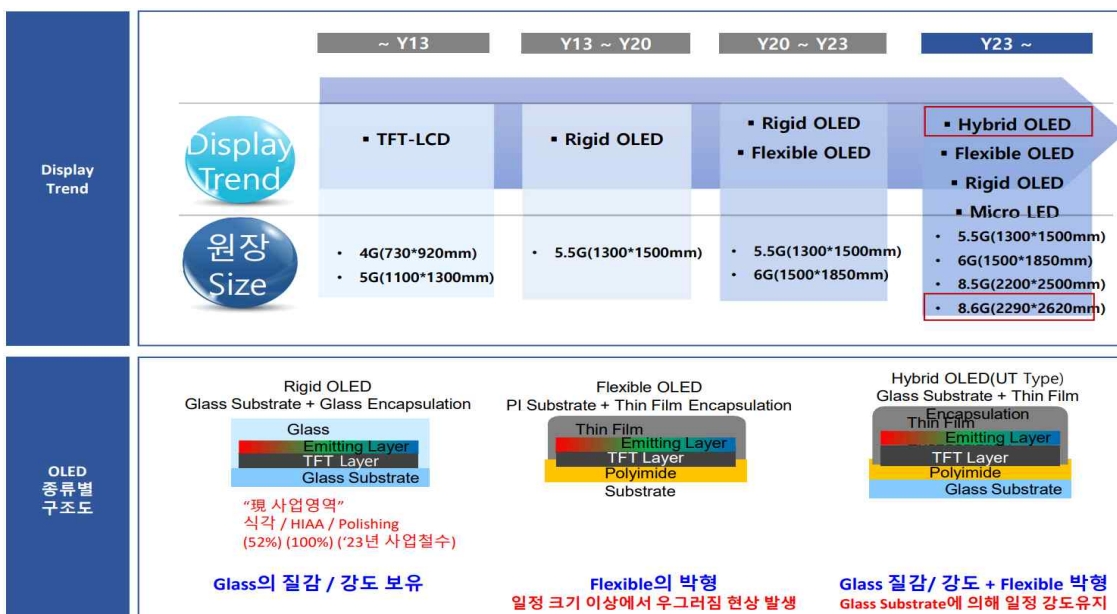 ~ Y13
Y13 ~ Y20
Y20 ~ Y23
Y23 ~
Display
Trend
Display
Trend
▪ TFT-LCD
▪ Rigid OLED
▪ Rigid OLED
▪ Flexible OLED
▪ Hybrid OLED
▪ Flexible OLED
▪ Rigid OLED
▪ Micro LED
원장
Size
• 4G(730*920mm)
• 5G(1100*1300mm)
• 5.5G(1300*1500mm)
• 5.5G(1300*1500mm)
• 6G(1500*1850mm)
• 5.5G(1300*1500mm)
• 6G(1500*1850mm)
• 8.5G(2200*2500mm)
• 8.6G(2290*2620mm)
OLED
종류별
구조도
Rigid OLED
Glass Substrate + Glass Encapsulation
Glass
Emitting Layer
TFT Layer
Glass Substrate
“現 사업영역”
식각 / HIAA / Polishing
(52%) (100%) (‘23년 사업철수)
Glass의 질감 / 강도 보유
Flexible OLED
PI Substrate + Thin Film Encapsulation
Thin Film
Emitting Layer
TFT Layer
Polyimide
Substrate
Flexible의 박형
일정 크기 이상에서 우그러짐 현상 발생
Hybrid OLED(UT Type)
Glass Substrate + Thin Film
Encapsulation
Thin Film
Emitting Layer
TFT Layer
Polyimide
Glass Substrate
Glass 질감/ 강도 + Flexible 박형
Glass Substrate에 의해 일정 강도유지